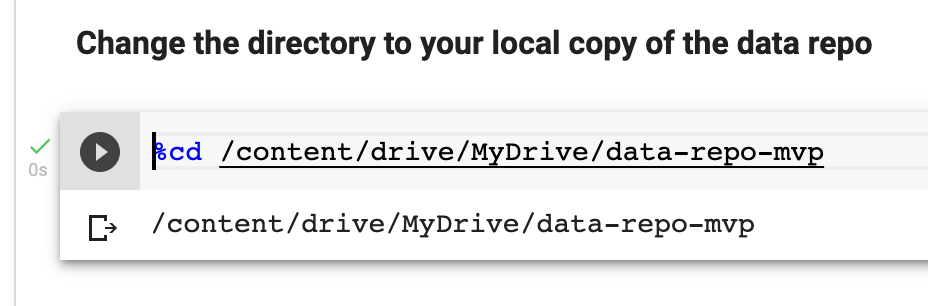 Change the directory to your local copy of the data repo
%cd /content/drive/MyDrive/data-repo-mvp
0s
/content/drive/MyDrive/data-repo-mvp